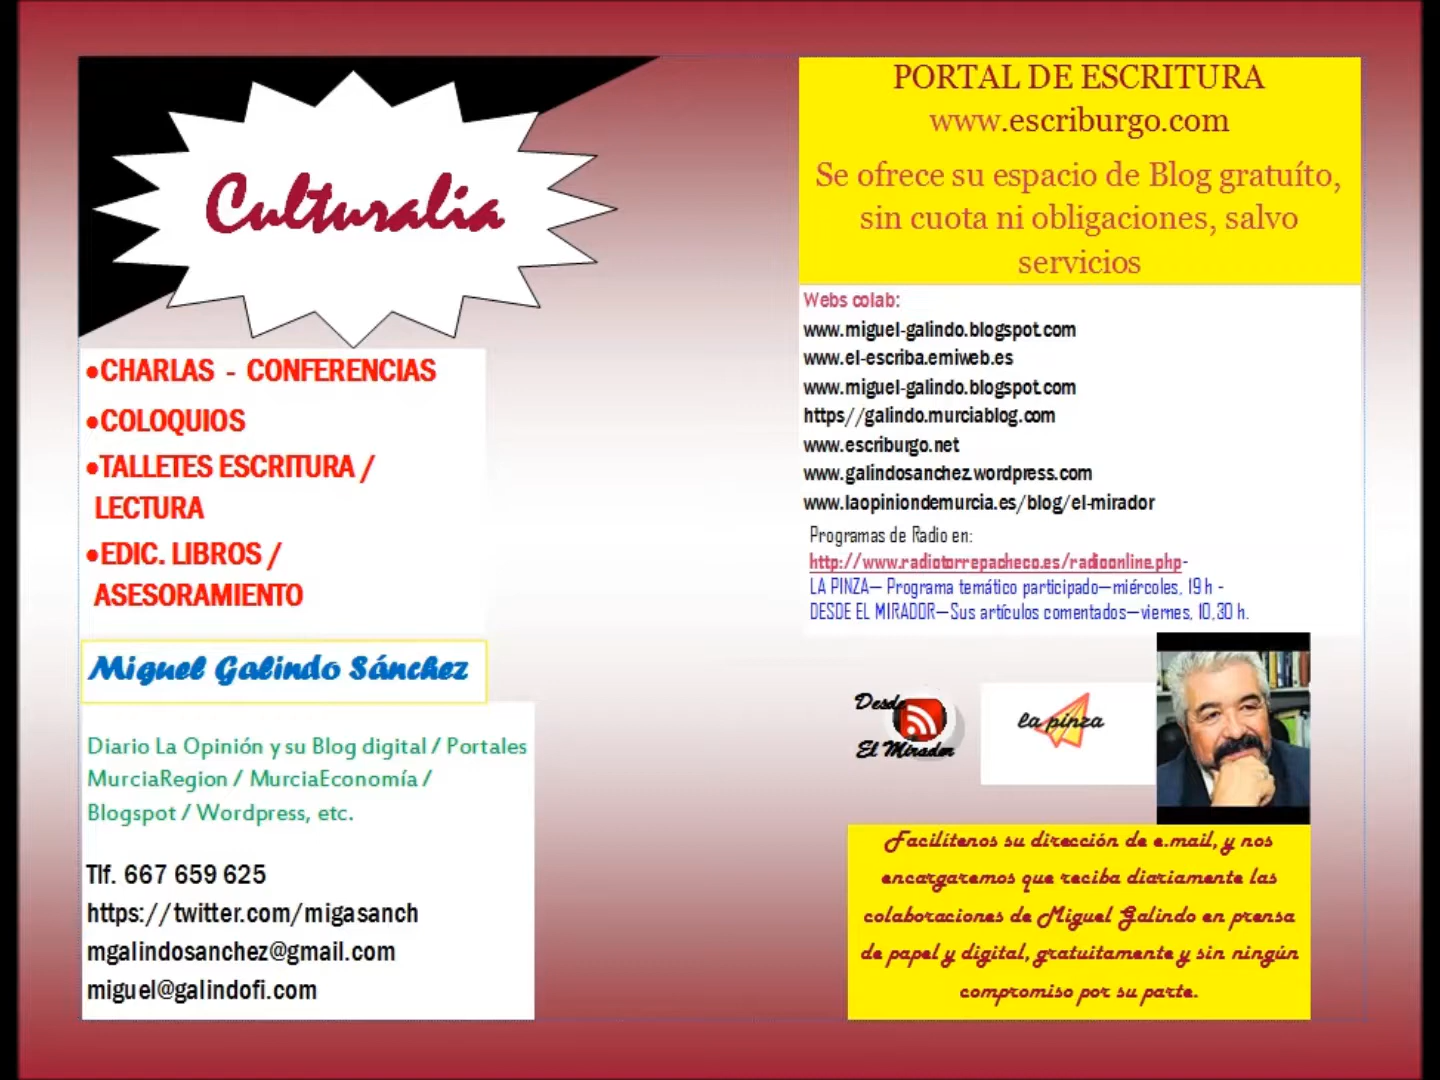 Culturalia
•CHARLAS - CONFERENCIAS
•COLOQUIOS
•TALLETES ESCRITURA /
LECTURA
•EDIC. LIBROS /
ASESORAMIENTO
Miguel Galindo Sánchez
Diario La Opinión y su Blog digital / Portales
MurciaRegion / MurciaEconomía /
Blogspot / Wordpress, etc.
Tlf. 667 659 625
https://twitter.com/migasanch
mgalindosanchez@gmail.com
miguel@galindofi.com
PORTAL DE ESCRITURA
www.escriburgo.com
Se ofrece su espacio de Blog gratuíto,
sin cuota ni obligaciones, salvo
servicios
Webs colab:
www.miguel-galindo.blogspot.com
www.el-escriba.emiweb.es
www.miguel-galindo.blogspot.com
https//galindo.murciablog.com
www.escriburgo.net
www.galindosanchez.wordpress.com
www.laopiniondemurcia.es/blog/el-mirador
Programas de Radio en:
http://www.radiotorrepacheco.es/radioonline.php-
LA PINZA— Programa temático participado—miércoles, 19 h -
DESDE EL MIRADOR—Sus artículos comentados—viernes, 10,30 h.
Desde
El Mirador
la pinza
Facilítenos su dirección de e.mail, y nos
encargaremos que reciba diariamente las
colaboraciones de Miguel Galindo en prensa
de papel y digital, gratuitamente y sin ningún
compromiso por su parte.